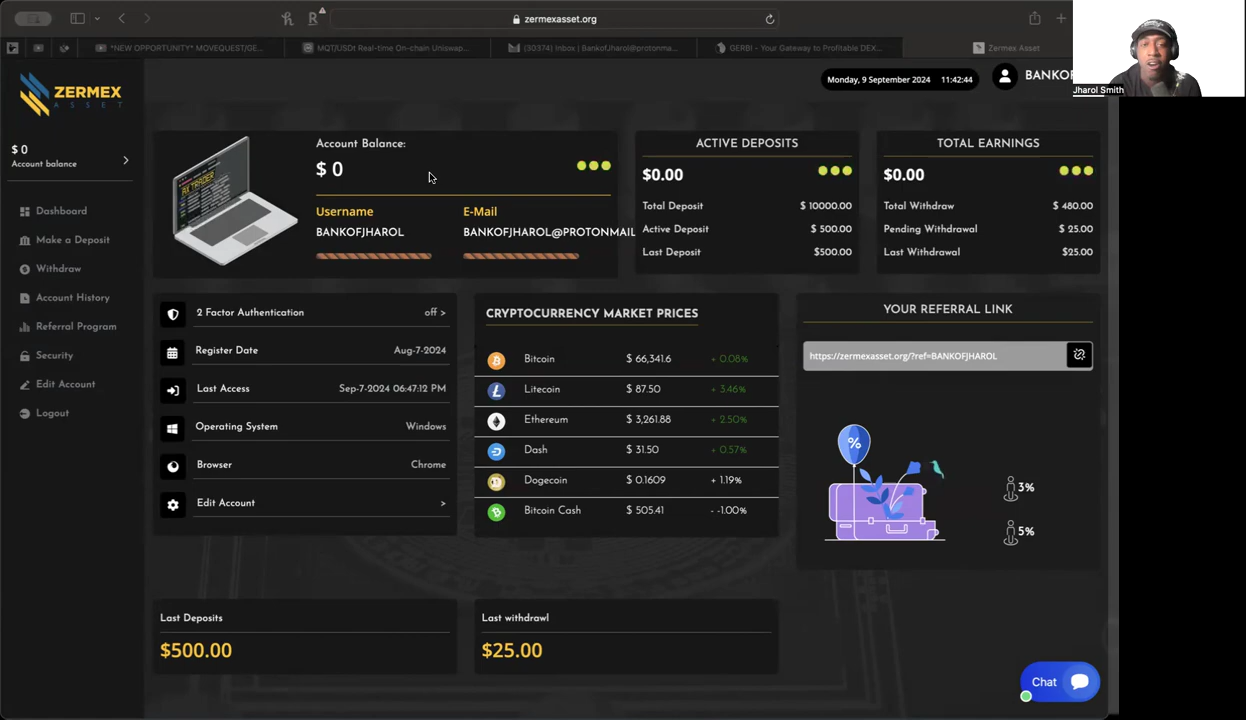 zermexasset.org
*NEW OPPORTUNITY* MOVEQUEST/GE...
MQT/USDt Real-time On-chain Uniswap...
(30374) Inbox | BankofJharol@protonma...
GERBI - Your Gateway to Profitable DEX...
Zermex Asset
Jharol Smith
ZERMEX
ASSET
Monday, 9 September 2024 11:42:44
BANKOF
$ 0
Account balance
Dashboard
Make a Deposit
Withdraw
Account History
Referral Program
Security
Edit Account
Logout
Account Balance:
$ 0
Username
E-Mail
BANKOFJHAROL
BANKOFJHAROL@PROTONMAIL
ACTIVE DEPOSITS
$0.00
Total Deposit $ 10000.00
Active Deposit $ 500.00
Last Deposit $500.00
TOTAL EARNINGS
$0.00
Total Withdraw $ 480.00
Pending Withdrawal $ 25.00
Last Withdrawal $25.00
2 Factor Authentication off >
Register Date Aug-7-2024
Last Access Sep-7-2024 06:47:12 PM
Operating System Windows
Browser Chrome
Edit Account >
CRYPTOCURRENCY MARKET PRICES
Bitcoin $ 66,341.6 + 0.08%
Litecoin $ 87.50 + 3.46%
Ethereum $ 3,261.88 + 2.50%
Dash $ 31.50 + 0.57%
Dogecoin $ 0.1609 + 1.19%
Bitcoin Cash $ 505.41 - -1.00%
YOUR REFERRAL LINK
https://zermexasset.org/?ref=BANKOFJHAROL
%
3%
5%
Last Deposits
$500.00
Last withdrawl
$25.00
Chat